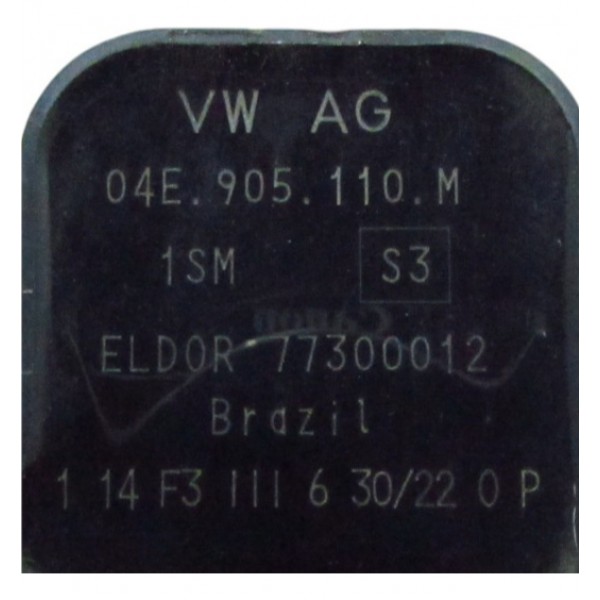 VW AG
04E.905.110.M
1SM S3
ELDOR 77300012
Brazil
1 14 F3 III 6 30/22 0 P